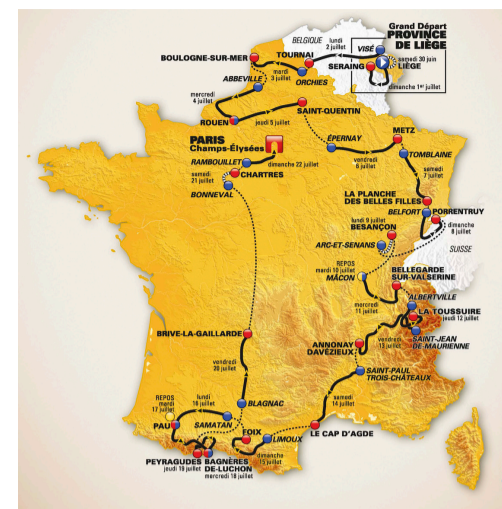 Grand Départ
PROVINCE
DE LIÈGE
BELGIQUE
lundi
2 juillet
VISÉ
samedi 30 juin
LIÈGE
SERAING
dimanche 1er juillet
TOURNAI
BOULOGNE-SUR-MER
mardi
3 juillet
ORCHIES
ABBEVILLE
mercredi
4 juillet
ROUEN
jeudi 5 juillet
SAINT-QUENTIN
PARIS
Champs-Élysées
ÉPERNAY
vendredi
6 juillet
METZ
TOMBLAINE
samedi
7 juillet
RAMBOUILLET
dimanche 22 juillet
samedi
21 juillet
CHARTRES
BONNEVAL
LA PLANCHE
DES BELLES FILLES
BELFORT
PORRENTRUY
dimanche
8 juillet
lundi 9 juillet
BESANÇON
ARC-ET-SENANS
SUISSE
REPOS
mardi 10 juillet
MÂCON
BELLEGARDE
SUR-VALSERINE
mercredi
11 juillet
ALBERTVILLE
LA TOUSSUIRE
jeudi 12 juillet
SAINT-JEAN
DE-MAURIENNE
vendredi
13 juillet
ANNONAY
DAVÉZIEUX
BRIVE-LA-GAILLARDE
SAINT-PAUL
TROIS-CHÂTEAUX
vendredi
20 juillet
samedi
14 juillet
BLAGNAC
REPOS
mardi
17 juillet
lundi
16 juillet
SAMATAN
PAU
FOIX
LIMOUX
LE CAP D'AGDE
dimanche
15 juillet
PEYRAGUDES
jeudi 19 juillet
BAGNÈRES
DE-LUCHON
mercredi 18 juillet